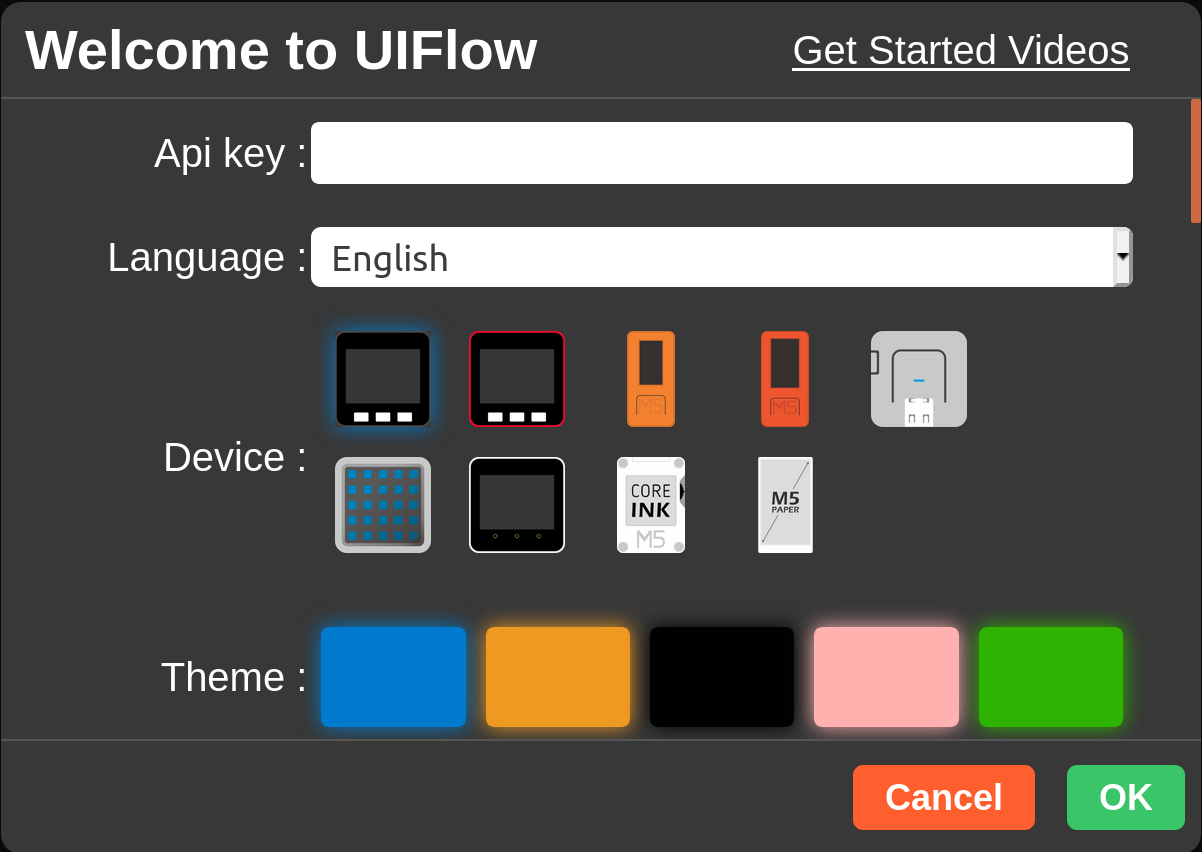 Welcome to UIFlow
Get Started Videos
Api key :
Language :
English
Device :
M5
M5
CORE
INK
M5
M5
PAPER
Theme :
Cancel
OK